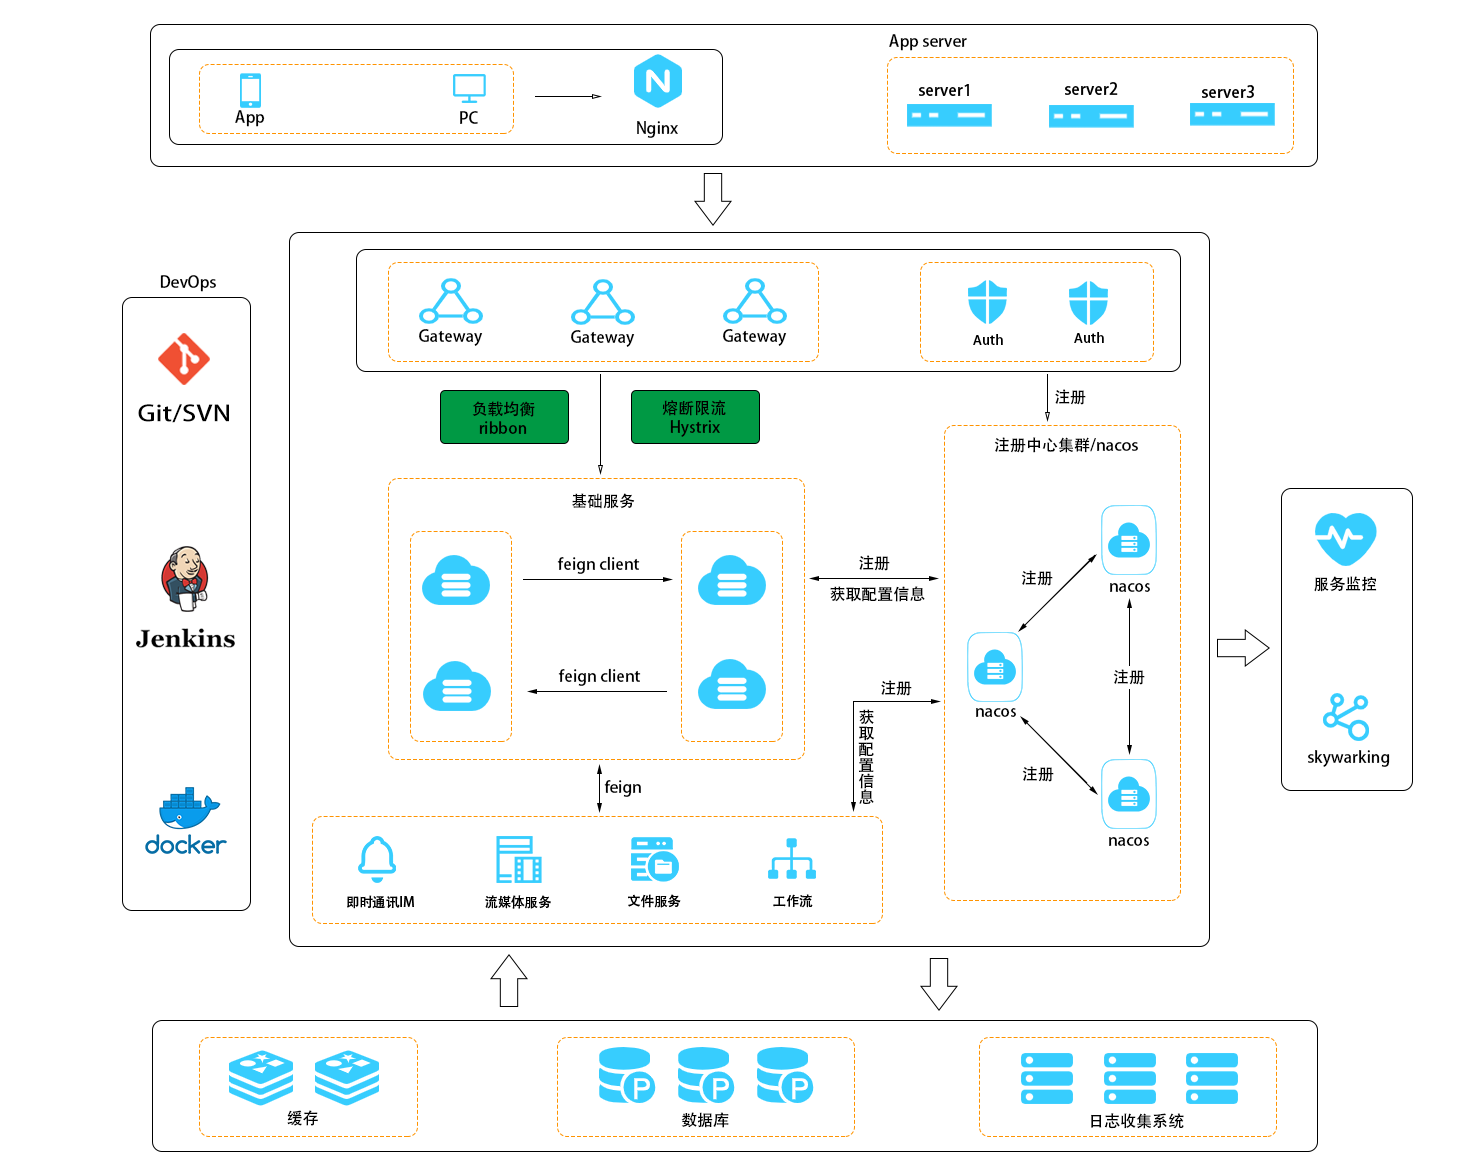 App server
App
PC
Nginx
server1
server2
server3
DevOps
Git/SVN
Jenkins
docker
Gateway
Gateway
Gateway
Auth
Auth
负载均衡
ribbon
熔断限流
Hystrix
注册
注册中心集群/nacos
基础服务
feign client
feign client
注册
获取配置信息
注册
获取配置信息
feign
nacos
注册
nacos
注册
注册
nacos
即时通讯IM
流媒体服务
文件服务
工作流
服务监控
skywarking
缓存
数据库
日志收集系统